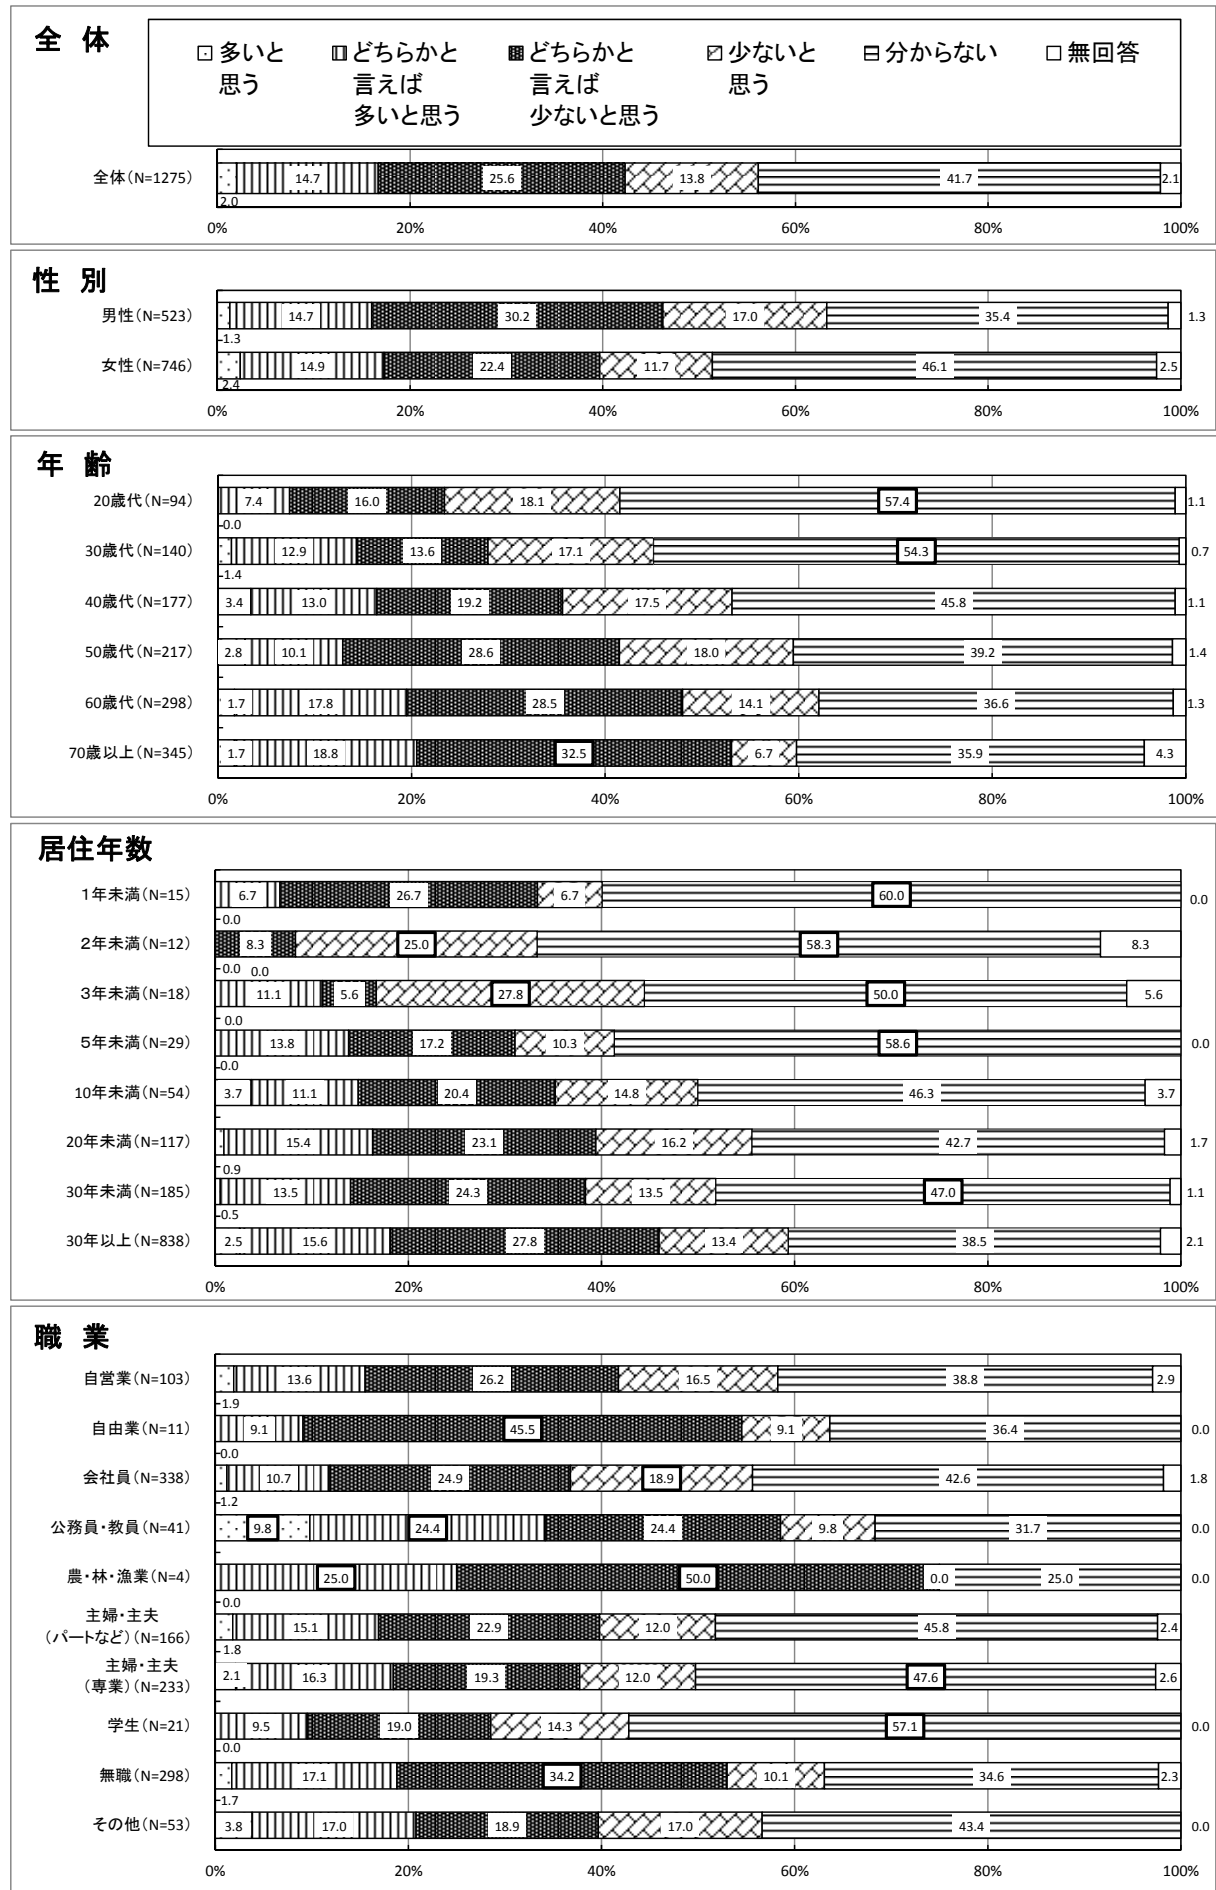 全 体
多いと
思う
どちらかと
言えば
多いと思う
どちらかと
言えば
少ないと思う
少ないと
思う
分からない
無回答
全体(N=1275)
14.7 25.6 13.8 41.7 2.1
2.0
0% 20% 40% 60% 80% 100%
性 別
男性(N=523) 14.7 30.2 17.0 35.4 1.3
1.3
女性(N=746) 14.9 22.4 11.7 46.1 2.5
2.4
0% 20% 40% 60% 80% 100%
年 齢
20歳代(N=94) 7.4 16.0 18.1 57.4 1.1
0.0
30歳代(N=140) 12.9 13.6 17.1 54.3 0.7
1.4
40歳代(N=177) 3.4 13.0 19.2 17.5 45.8 1.1
50歳代(N=217) 2.8 10.1 28.6 18.0 39.2 1.4
60歳代(N=298) 1.7 17.8 28.5 14.1 36.6 1.3
70歳以上(N=345) 1.7 18.8 32.5 6.7 35.9 4.3
0% 20% 40% 60% 80% 100%
居住年数
1年未満(N=15) 6.7 26.7 6.7 60.0 0.0
0.0
2年未満(N=12) 8.3 25.0 58.3 8.3
0.0 0.0
3年未満(N=18) 11.1 5.6 27.8 50.0 5.6
0.0
5年未満(N=29) 13.8 17.2 10.3 58.6 0.0
0.0
10年未満(N=54) 3.7 11.1 20.4 14.8 46.3 3.7
20年未満(N=117) 15.4 23.1 16.2 42.7 1.7
0.9
30年未満(N=185) 13.5 24.3 13.5 47.0 1.1
0.5
30年以上(N=838) 2.5 15.6 27.8 13.4 38.5 2.1
0% 20% 40% 60% 80% 100%
職 業
自営業(N=103) 13.6 26.2 16.5 38.8 2.9
1.9
自由業(N=11) 9.1 45.5 9.1 36.4 0.0
0.0
会社員(N=338) 10.7 24.9 18.9 42.6 1.8
1.2
公務員・教員(N=41) 9.8 24.4 24.4 9.8 31.7 0.0
農・林・漁業(N=4) 25.0 50.0 0.0 25.0 0.0
0.0
主婦・主夫
(パートなど)(N=166) 15.1 22.9 12.0 45.8 2.4
1.8
主婦・主夫
(専業)(N=233) 2.1 16.3 19.3 12.0 47.6 2.6
学生(N=21) 9.5 19.0 14.3 57.1 0.0
0.0
無職(N=298) 17.1 34.2 10.1 34.6 2.3
1.7
その他(N=53) 3.8 17.0 18.9 17.0 43.4 0.0
0% 20% 40% 60% 80% 100%